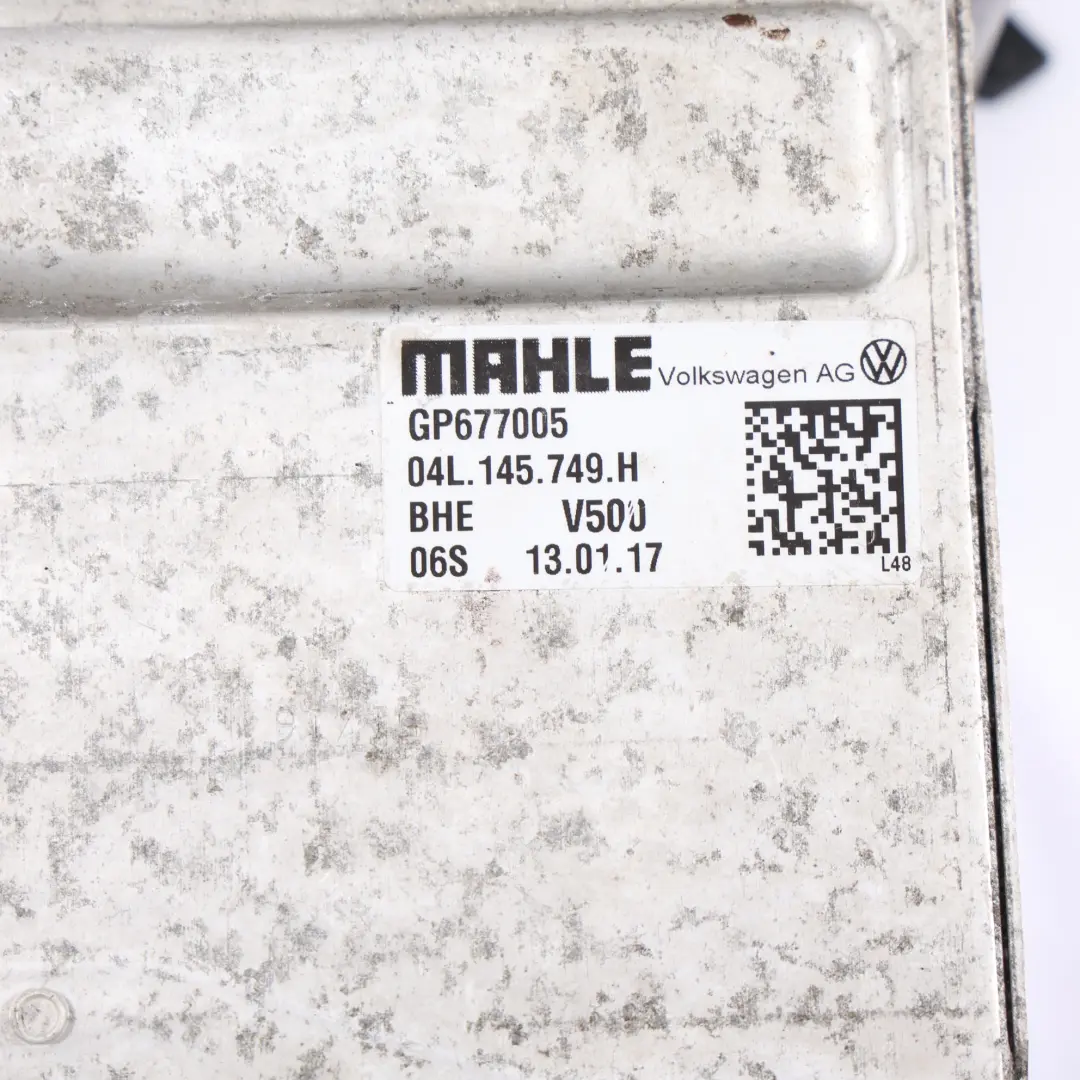 MAHLE Volkswagen AG
GP677005
04L.145.749.H
BHE V500
06S 13.01.17
L48